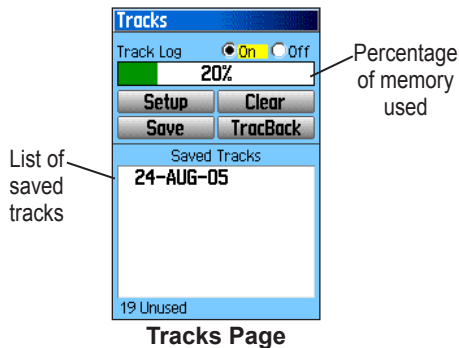 Tracks
Track Log On Off
20%
Setup Clear
Save TracBack
Saved Tracks
24-AUG-05
19 Unused
Percentage
of memory
used
List of
saved
tracks
Tracks Page